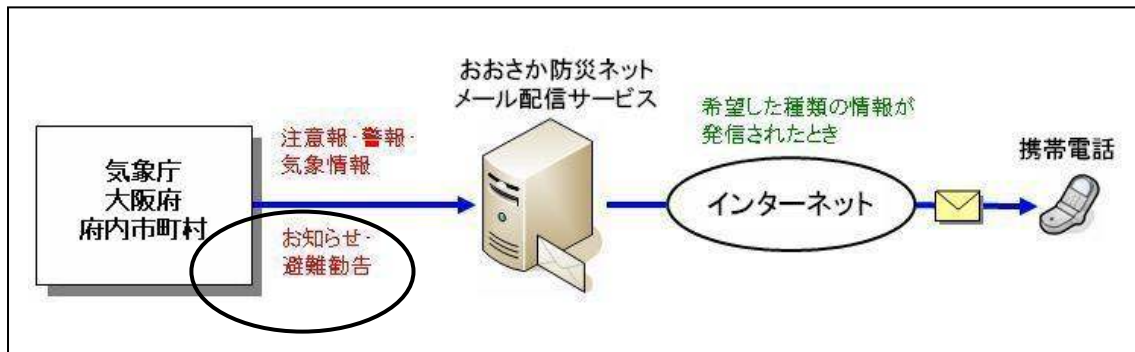 気象庁
大阪府
府内市町村
注意報・警報・
気象情報
お知らせ・
避難勧告
おおさか防災ネット
メール配信サービス
希望した種類の情報が
発信されたとき
インターネット
携帯電話